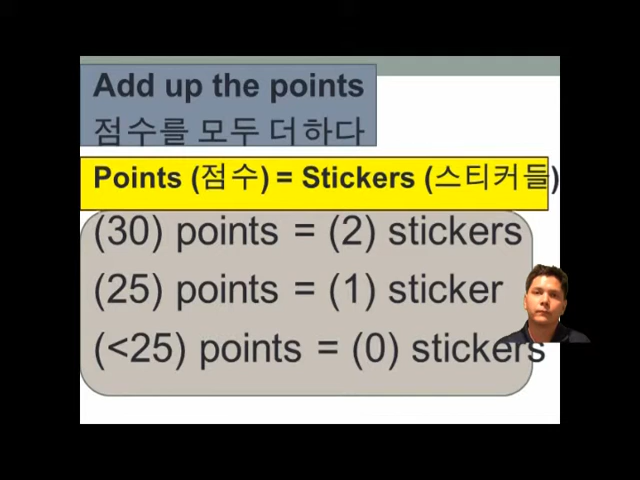 Add up the points
점수를 모두 더하다
Points (점수) = Stickers (스티커들)
(30) points = (2) stickers
(25) points = (1) sticker
(<25) points = (0) stickers